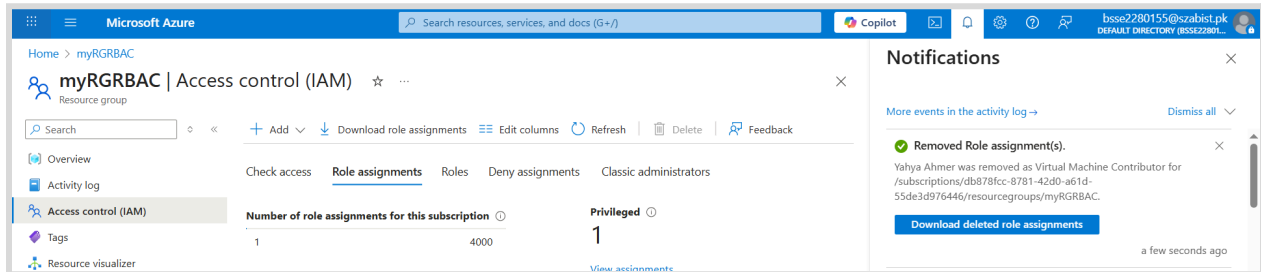 Microsoft Azure
Search resources, services, and docs (G+/)
Copilot
bsse2280155@szabist.pk
DEFAULT DIRECTORY (BSSE22801...
Home > myRGRBAC
myRGRBAC | Access control (IAM)
Resource group
Search
Overview
Activity log
Access control (IAM)
Tags
Resource visualizer
Add
Download role assignments
Edit columns
Refresh
Delete
Feedback
Check access
Role assignments
Roles
Deny assignments
Classic administrators
Number of role assignments for this subscription
1
4000
Privileged
1
View assignments
Notifications
More events in the activity log →
Dismiss all
Removed Role assignment(s).
Yahya Ahmer was removed as Virtual Machine Contributor for
/subscriptions/db878fcc-8781-42d0-a61d-
55de3d976446/resourcegroups/myRGRBAC.
Download deleted role assignments
a few seconds ago